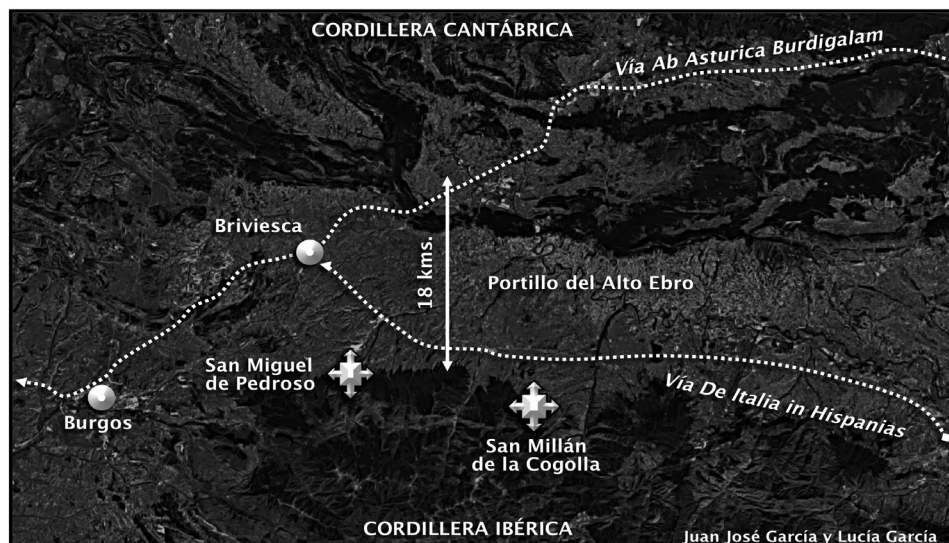 CORDILLERA CANTÁBRICA
Vía Ab Asturica Burdigalam
Briviesca
18 kms.
Portillo del Alto Ebro
San Miguel
de Pedroso
Burgos
Vía De Italia in Hispanias
San Millán
de la Cogolla
CORDILLERA IBÉRICA
Juan José García y Lucía García